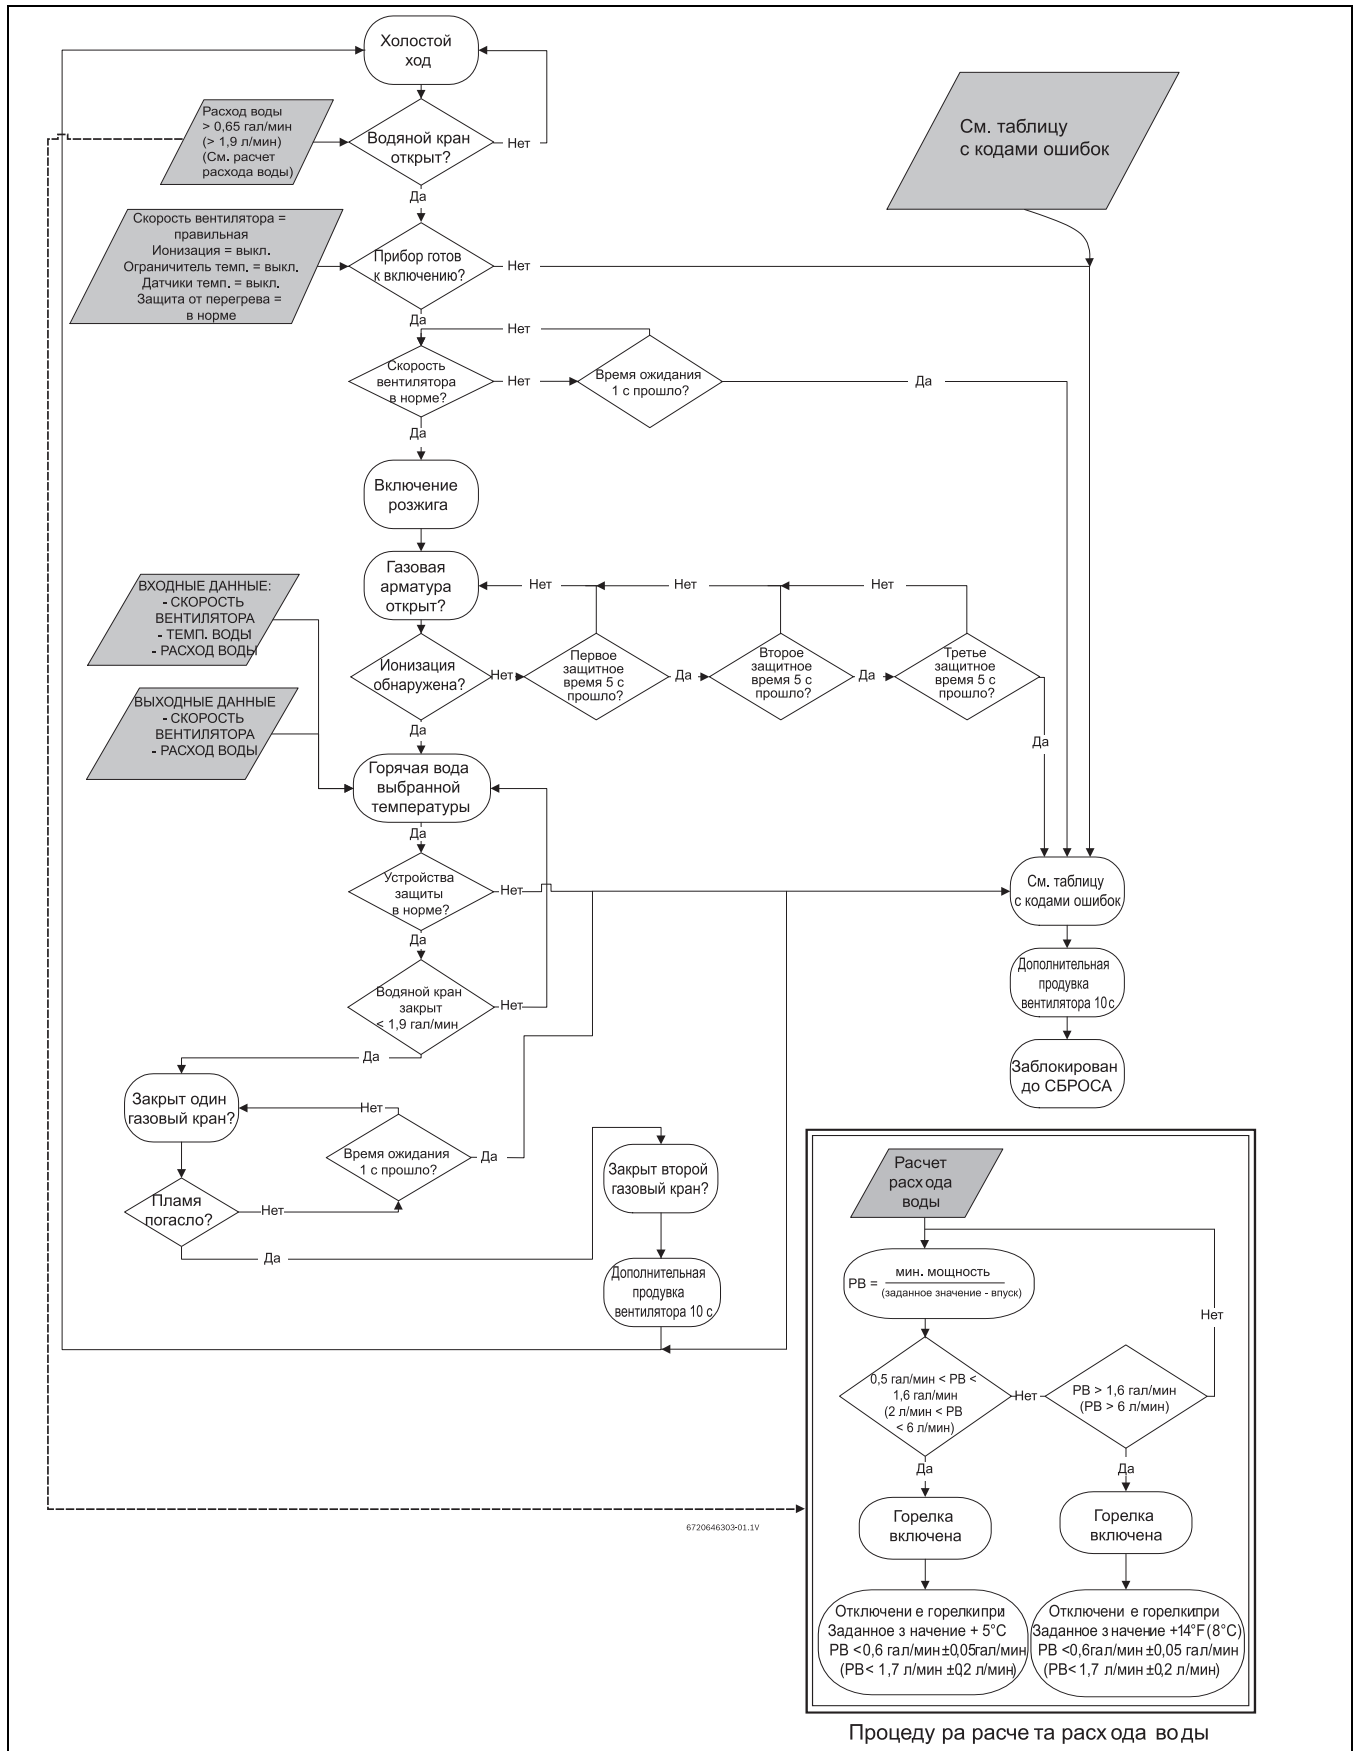 Холостой
ход
Расход воды
> 0,65 гал/мин
(> 1,9 л/мин)
(См. расчет
расхода воды)
Водяной кран
открыт?
Нет
Да
См. таблицу
с кодами ошибок
Скорость вентилятора =
правильная
Ионизация = выкл.
Ограничитель темп. = выкл.
Датчики темп. = выкл.
Защита от перегрева =
в норме
Прибор готов
к включению?
Нет
Да
Нет
Скорость
вентилятора
в норме?
Нет
Время ожидания
1 с прошло?
Да
Да
Включение
розжига
Газовая
арматура
открыт?
Нет
Нет
Нет
ВХОДНЫЕ ДАННЫЕ:
- СКОРОСТЬ
ВЕНТИЛЯТОРА
- ТЕМП. ВОДЫ
- РАСХОД ВОДЫ
Ионизация
обнаружена?
Нет
Первое
защитное
время 5 с
прошло?
Да
Второе
защитное
время 5 с
прошло?
Да
Третье
защитное
время 5 с
прошло?
Да
Да
ВЫХОДНЫЕ ДАННЫЕ
- СКОРОСТЬ
ВЕНТИЛЯТОРА
- РАСХОД ВОДЫ
Горячая вода
выбранной
температуры
Да
Устройства
защиты
в норме?
Нет
Да
См. таблицу
с кодами ошибок
Водяной кран
закрыт
< 1,9 гал/мин
Нет
Да
Дополнительная
продувка
вентилятора 10 с
Заблокирован
до СБРОСА
Закрыт один
газовый кран?
Нет
Время ожидания
1 с прошло?
Да
Пламя
погасло?
Нет
Да
Закрыт второй
газовый кран?
Дополнительная
продувка
вентилятора 10 с
Расчет
расхода
воды
РВ = мин. мощность
(заданное значение - впуск)
Нет
0,5 гал/мин < РВ <
1,6 гал/мин
(2 л/мин < РВ
< 6 л/мин)
Нет
РВ > 1,6 гал/мин
(РВ > 6 л/мин)
Да
Да
Горелка
включена
Горелка
включена
Отключени е горелки при
Заданное з начение + 5°C
РВ <0,6 гал/мин ±0,05гал/мин
(РВ< 1,7 л/мин ±0,2 л/мин)
Отключени е горелки при
Заданное з начение +14°F (8°C)
РВ <0,6гал/мин ±0,05 гал/мин
(РВ< 1,7 л/мин ±0,2 л/мин)
6720646303-01.1V
Процеду ра расче та расх ода во ды